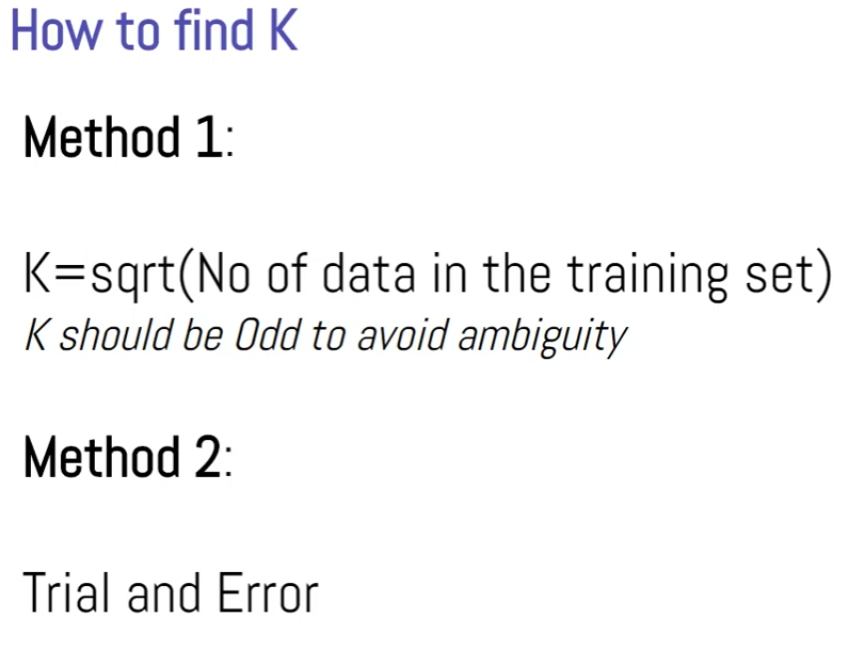 How to find K
Method 1:
K=sqrt(No of data in the training set)
K should be Odd to avoid ambiguity
Method 2:
Trial and Error